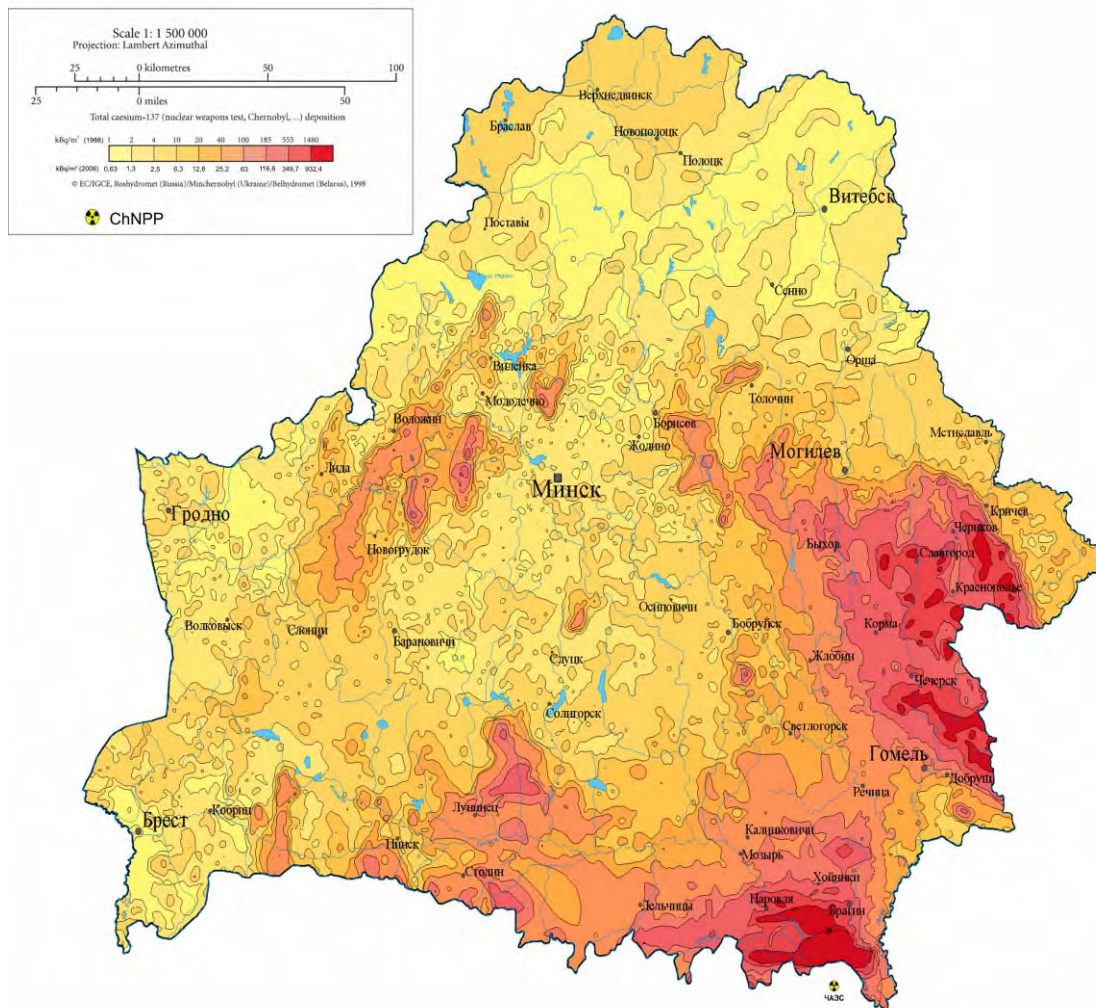 Scale 1: 1 500 000
Projection: Lambert Azimuthal
25 0 kilometres 50 100
25 0 miles 50
Total caesium-137 (nuclear weapons test, Chernobyl, ...) deposition
kBq/m² (1986) 1 2 4 10 20 40 100 185 555 1480
kBq/m² (2006) 0,63 1,3 2,5 6,3 12,6 25,2 63 116,6 349,7 932,4
© EC/IGCE, Roshydromet (Russia)/Minchernobyl (Ukraine)/Belhydromet (Belarus), 1998
ChNPP
Верхнедвинск
Браслав
Новополоцк
Полоцк
Витебск
Поставы
Сенно
Орша
Вилейка
Молодечно
Толочин
Борисов
Воложин
Жодино
Мстиславль
Могилев
Лида
Минск
Гродно
Кричев
Чериков
Новогрудок
Быхов
Славгород
Краснополье
Осиповичи
Волковыск
Слоним
Барановичи
Бобруйск
Корма
Слуцк
Жлобин
Чечерск
Солигорск
Светлогорск
Гомель
Добруш
Речица
Кобрин
Лунинец
Брест
Калинковичи
Пинск
Мозырь
Столин
Хойники
Лельчицы
Наровля
Брагин
ЧАЭС